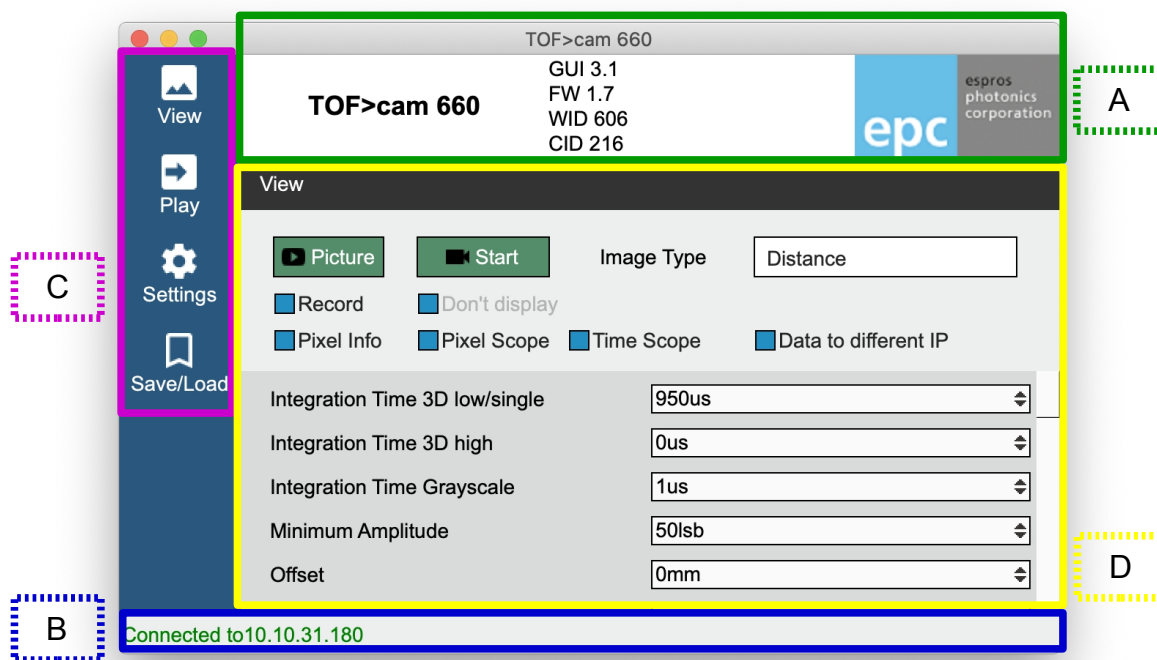 TOF>cam 660
TOF>cam 660
GUI 3.1
FW 1.7
WID 606
CID 216
epc
espros
photonics
corporation
A
View
Play
Settings
Save/Load
C
View
Picture Start Image Type Distance
Record Don't display
Pixel Info Pixel Scope Time Scope Data to different IP
Integration Time 3D low/single 950us
Integration Time 3D high 0us
Integration Time Grayscale 1us
Minimum Amplitude 50lsb
Offset 0mm
D
B
Connected to10.10.31.180